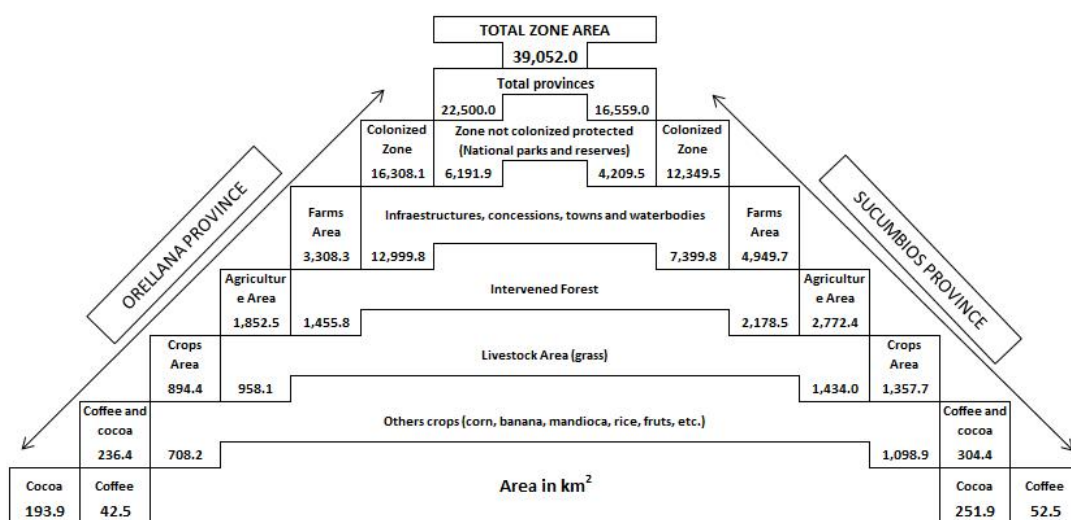 TOTAL ZONE AREA
39,052.0
Total provinces
22,500.0 16,559.0
Colonized Zone
16,308.1
Zone not colonized protected
(National parks and reserves)
6,191.9 4,209.5
Colonized Zone
12,349.5
ORELLANA PROVINCE
SUCUMBIOS PROVINCE
Farms
Area
3,308.3
Infraestructures, concessions, towns and waterbodies
12,999.8 7,399.8
Farms
Area
4,949.7
Agricultur
e Area
1,852.5
Intervened Forest
1,455.8 2,178.5
Agricultur
e Area
2,772.4
Crops
Area
894.4
Livestock Area (grass)
958.1 1,434.0
Crops
Area
1,357.7
Coffee and
cocoa
236.4
Others crops (corn, banana, mandioca, rice, fruts, etc.)
708.2 1,098.9
Coffee and
cocoa
304.4
Cocoa
193.9
Coffee
42.5
Area in km²
Cocoa
251.9
Coffee
52.5